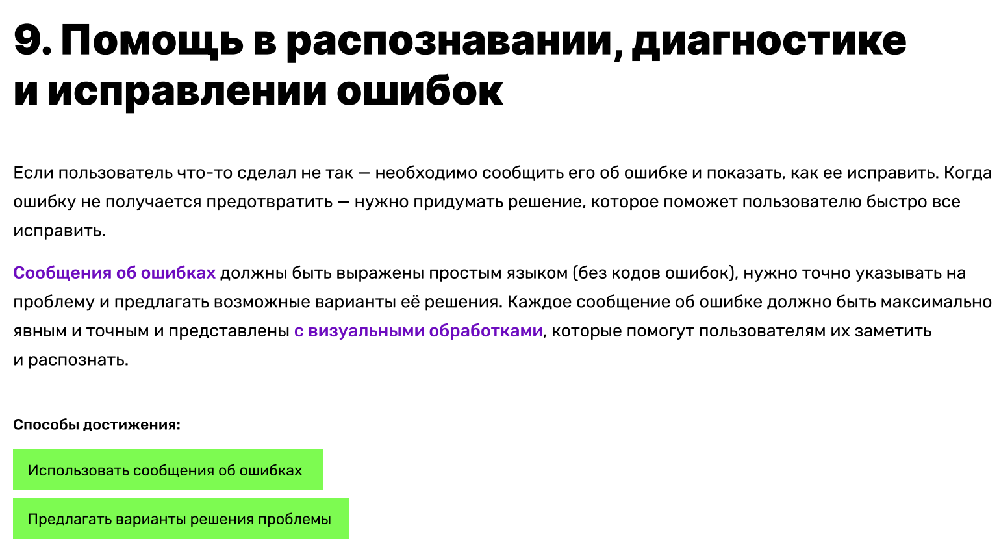 9. Помощь в распознавании, диагностике
и исправлении ошибок
Если пользователь что-то сделал не так — необходимо сообщить его об ошибке и показать, как ее исправить. Когда
ошибку не получается предотвратить — нужно придумать решение, которое поможет пользователю быстро все
исправить.
Сообщения об ошибках должны быть выражены простым языком (без кодов ошибок), нужно точно указывать на
проблему и предлагать возможные варианты её решения. Каждое сообщение об ошибке должно быть максимально
явным и точным и представлены с визуальными обработками, которые помогут пользователям их заметить
и распознать.
Способы достижения:
Использовать сообщения об ошибках
Предлагать варианты решения проблемы